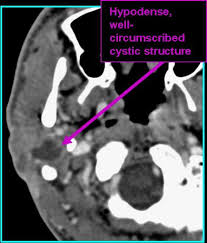 Hypodense,
well-
circumscribed
cystic structure